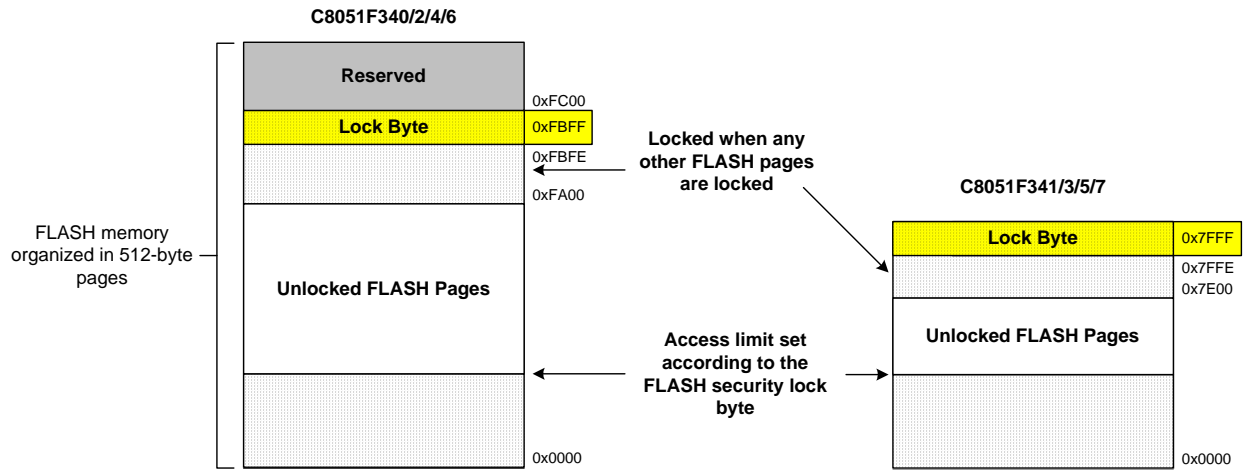 C8051F340/2/4/6
Reserved
0xFC00
Lock Byte
0xFBFF
0xFBFE
0xFA00
Unlocked FLASH Pages
0x0000
FLASH memory
organized in 512-byte
pages
Locked when any
other FLASH pages
are locked
Access limit set
according to the
FLASH security lock
byte
C8051F341/3/5/7
Lock Byte
0x7FFF
0x7FFE
0x7E00
Unlocked FLASH Pages
0x0000